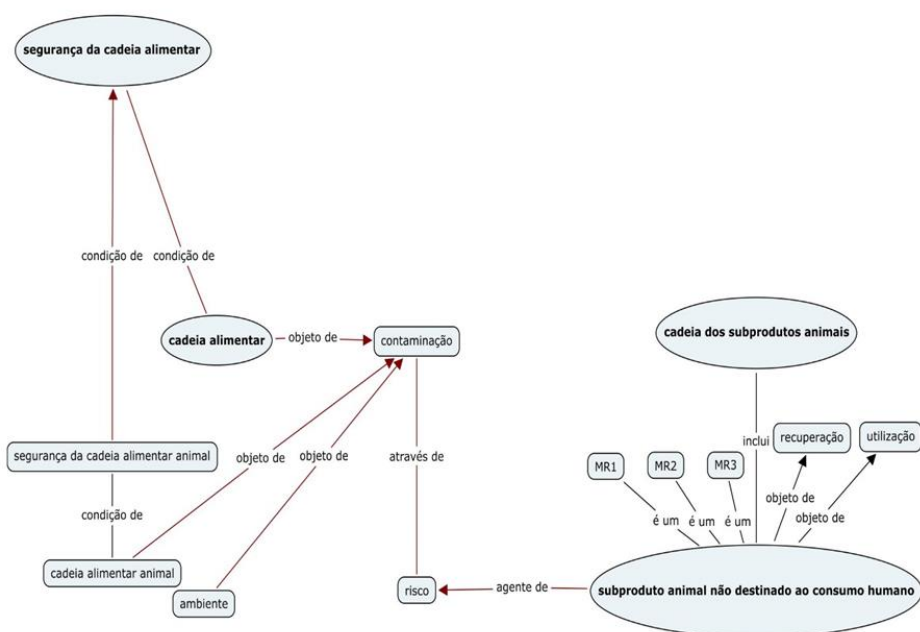 segurança da cadeia alimentar
condição de
condição de
cadeia alimentar
objeto de
contaminação
cadeia dos subprodutos animais
segurança da cadeia alimentar animal
objeto de
objeto de
através de
inclui
recuperação
utilização
MR1
MR2
MR3
condição de
objeto de
é um
é um
é um
objeto de
cadeia alimentar animal
ambiente
risco
agente de
subproduto animal não destinado ao consumo humano